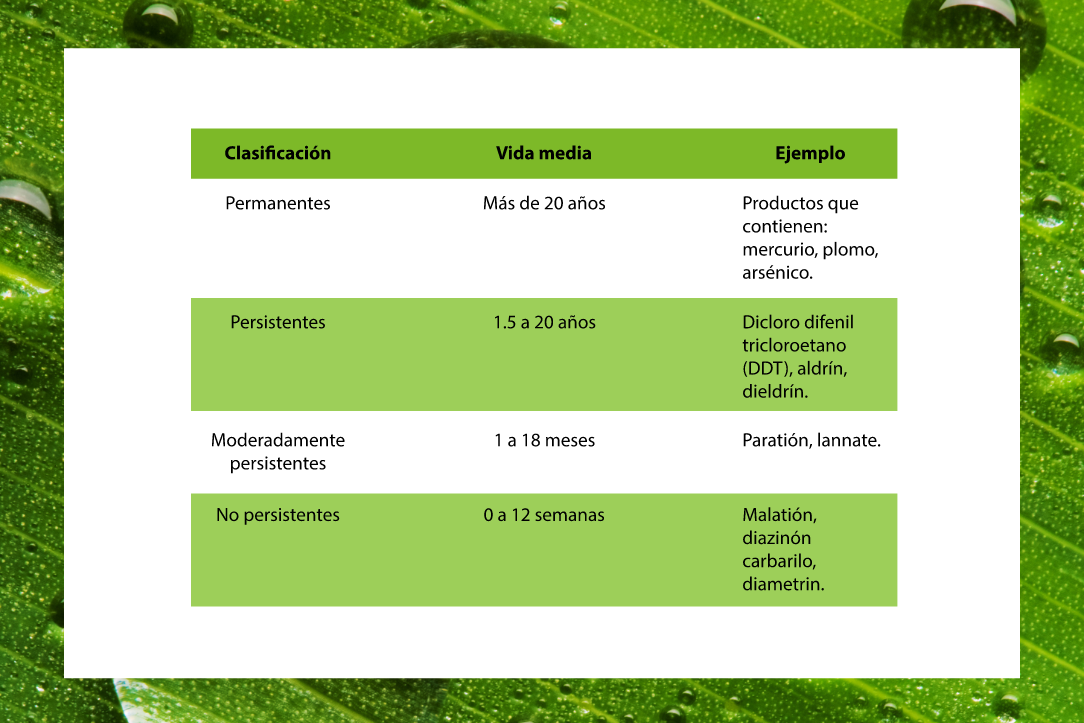 Clasificación Vida media Ejemplo
Permanentes Más de 20 años Productos que
contienen:
mercurio, plomo,
arsénico.
Persistentes 1.5 a 20 años Dicloro difenil
tricloroetano
(DDT), aldrín,
dieldrín.
Moderadamente 1 a 18 meses Paratión, lannate.
persistentes
No persistentes 0 a 12 semanas Malatión,
diazinón
carbarilo,
diametrin.